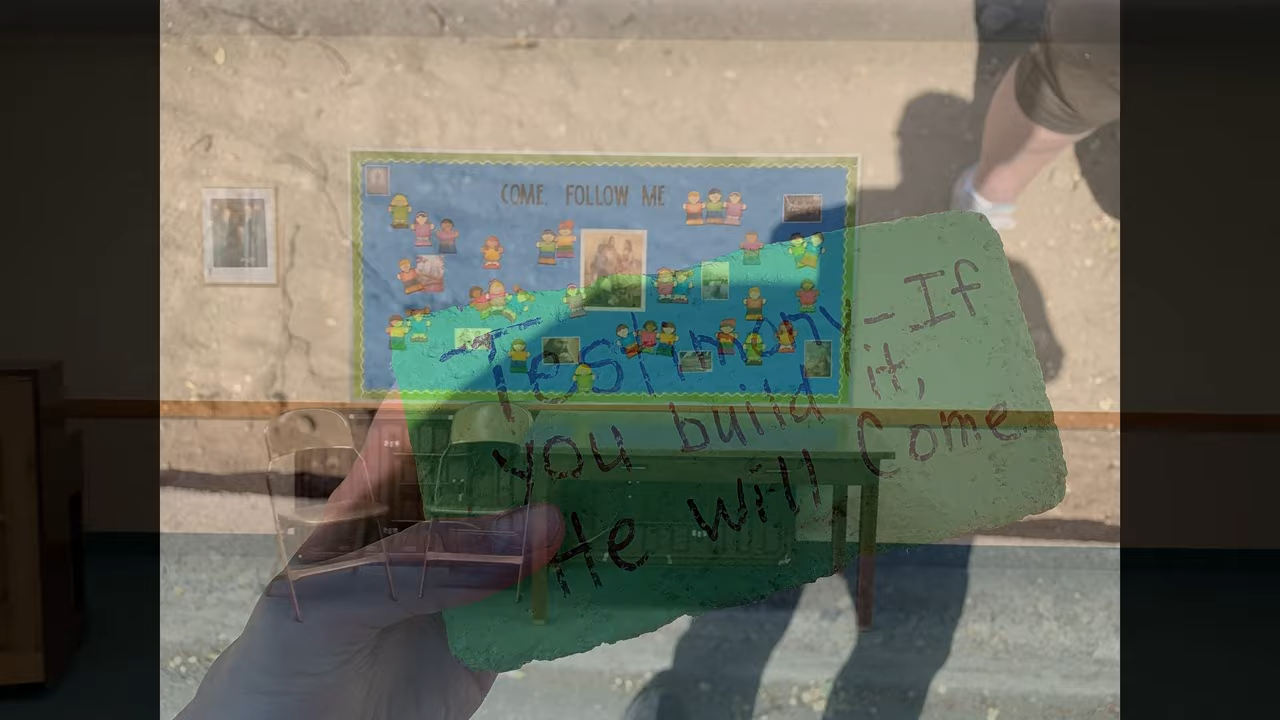 COME, FOLLOW ME
Testimony - If
you build it,
He will Come